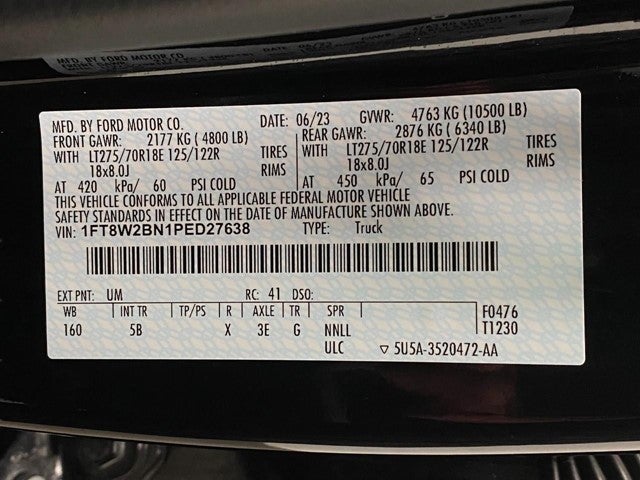 MFD. BY FORD MOTOR CO.
DATE: 06/23 GVWR: 4763 KG (10500 LB)
FRONT GAWR: 2177 KG ( 4800 LB) REAR GAWR: 2876 KG ( 6340 LB)
WITH LT275/70R18E 125/122R TIRES WITH LT275/70R18E 125/122R TIRES
18x8.0J RIMS 18x8.0J RIMS
AT 420 kPa/ 60 PSI COLD AT 450 kPa/ 65 PSI COLD
THIS VEHICLE CONFORMS TO ALL APPLICABLE FEDERAL MOTOR VEHICLE
SAFETY STANDARDS IN EFFECT ON THE DATE OF MANUFACTURE SHOWN ABOVE.
VIN: 1FT8W2BN1PED27638 TYPE: Truck
EXT PNT: UM RC: 41 DSO:
WB INT TR TP/PS R AXLE TR SPR F0476
160 5B X 3E G NNLL T1230
ULC ▽ 5U5A-3520472-AA